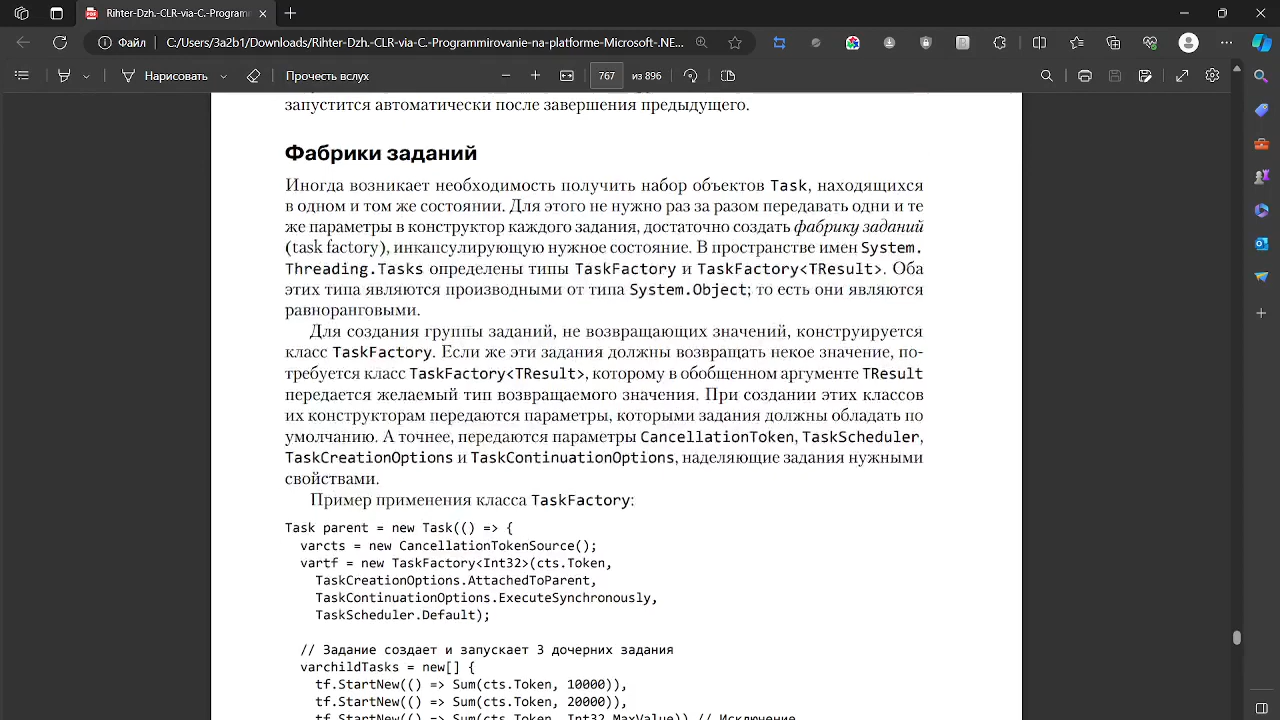 Rihter-Dzh.-CLR-via-C.-Programm
Файл
C:/Users/3a2b1/Downloads/Rihter-Dzh.-CLR-via-C.-Programmirovanie-na-platforme-Microsoft-.NE...
Нарисовать
Прочесть вслух
767 из 896
запустится автоматически после завершения предыдущего.
Фабрики заданий
Иногда возникает необходимость получить набор объектов Task, находящихся
в одном и том же состоянии. Для этого не нужно раз за разом передавать одни и те
же параметры в конструктор каждого задания, достаточно создать фабрику заданий
(task factory), инкапсулирующую нужное состояние. В пространстве имен System.
Threading.Tasks определены типы TaskFactory и TaskFactory<TResult>. Оба
этих типа являются производными от типа System.Object; то есть они являются
равноранговыми.
Для создания группы заданий, не возвращающих значений, конструируется
класс TaskFactory. Если же эти задания должны возвращать некое значение, по-
требуется класс TaskFactory<TResult>, которому в обобщенном аргументе TResult
передается желаемый тип возвращаемого значения. При создании этих классов
их конструкторам передаются параметры, которыми задания должны обладать по
умолчанию. А точнее, передаются параметры CancellationToken, TaskScheduler,
TaskCreationOptions и TaskContinuationOptions, наделяющие задания нужными
свойствами.
Пример применения класса TaskFactory:
Task parent = new Task(() => {
varcts = new CancellationTokenSource();
vartf = new TaskFactory<Int32>(cts.Token,
TaskCreationOptions.AttachedToParent,
TaskContinuationOptions.ExecuteSynchronously,
TaskScheduler.Default);
// Задание создает и запускает 3 дочерних задания
varchildTasks = new[] {
tf.StartNew(() => Sum(cts.Token, 10000)),
tf.StartNew(() => Sum(cts.Token, 20000)),
tf.StartNew(() => Sum(cts.Token, Int32.MaxValue)) // Исключение